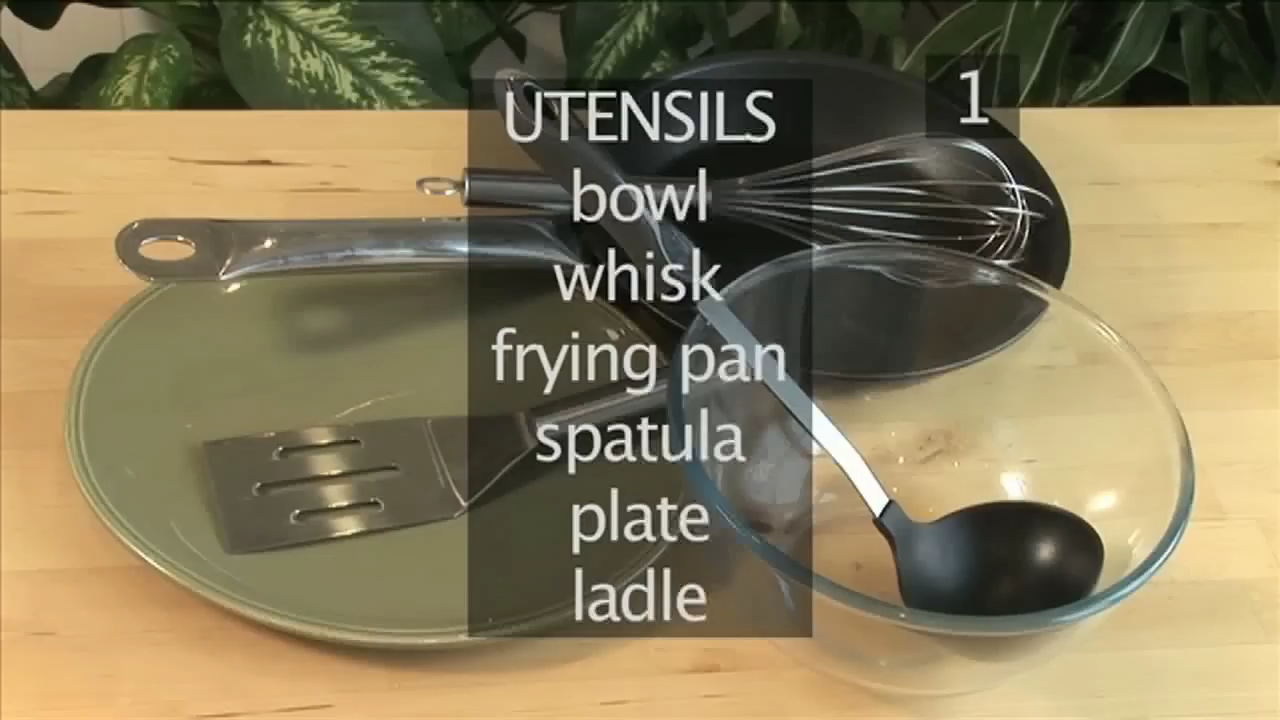 UTENSILS
1
bowl
whisk
frying pan
spatula
plate
ladle